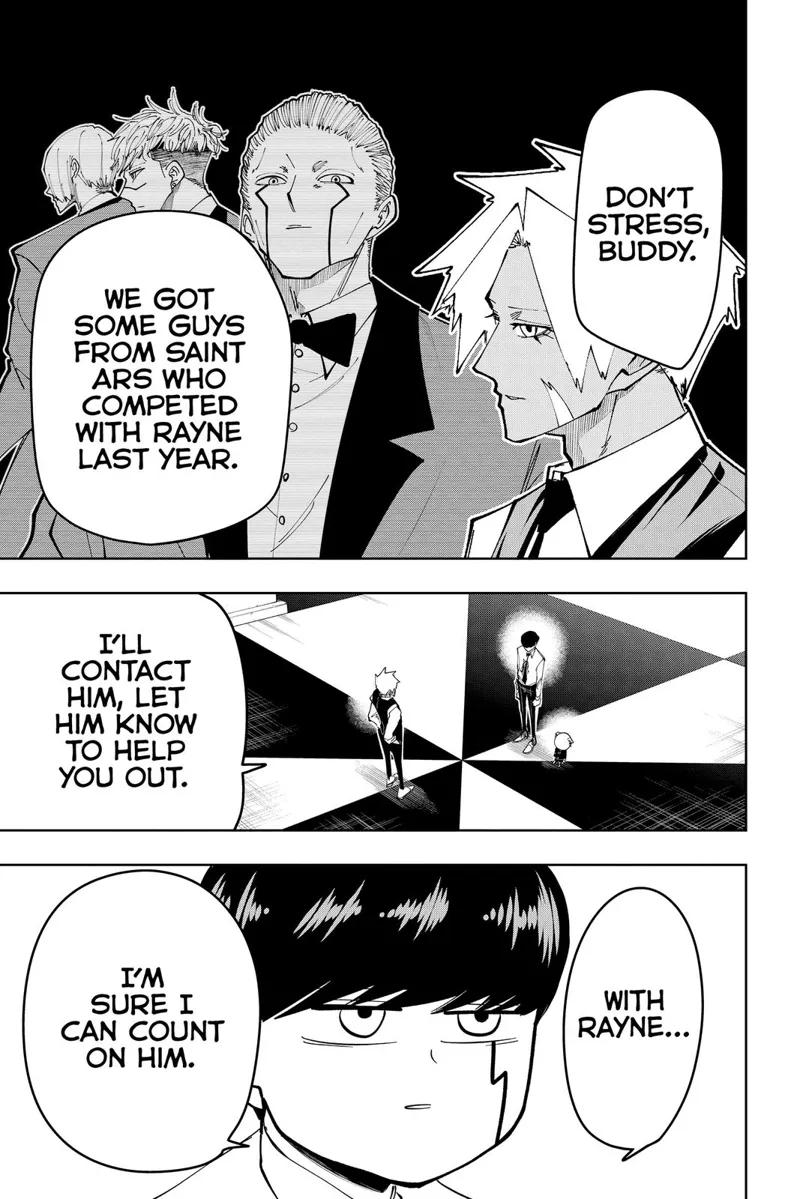 DON'T
STRESS,
BUDDY.
WE GOT
SOME GUYS
FROM SAINT
ARS WHO
COMPETED
WITH RAYNE
LAST YEAR.
I'LL
CONTACT
HIM, LET
HIM KNOW
TO HELP
YOU OUT.
WITH
RAYNE...
I'M
SURE I
CAN COUNT
ON HIM.